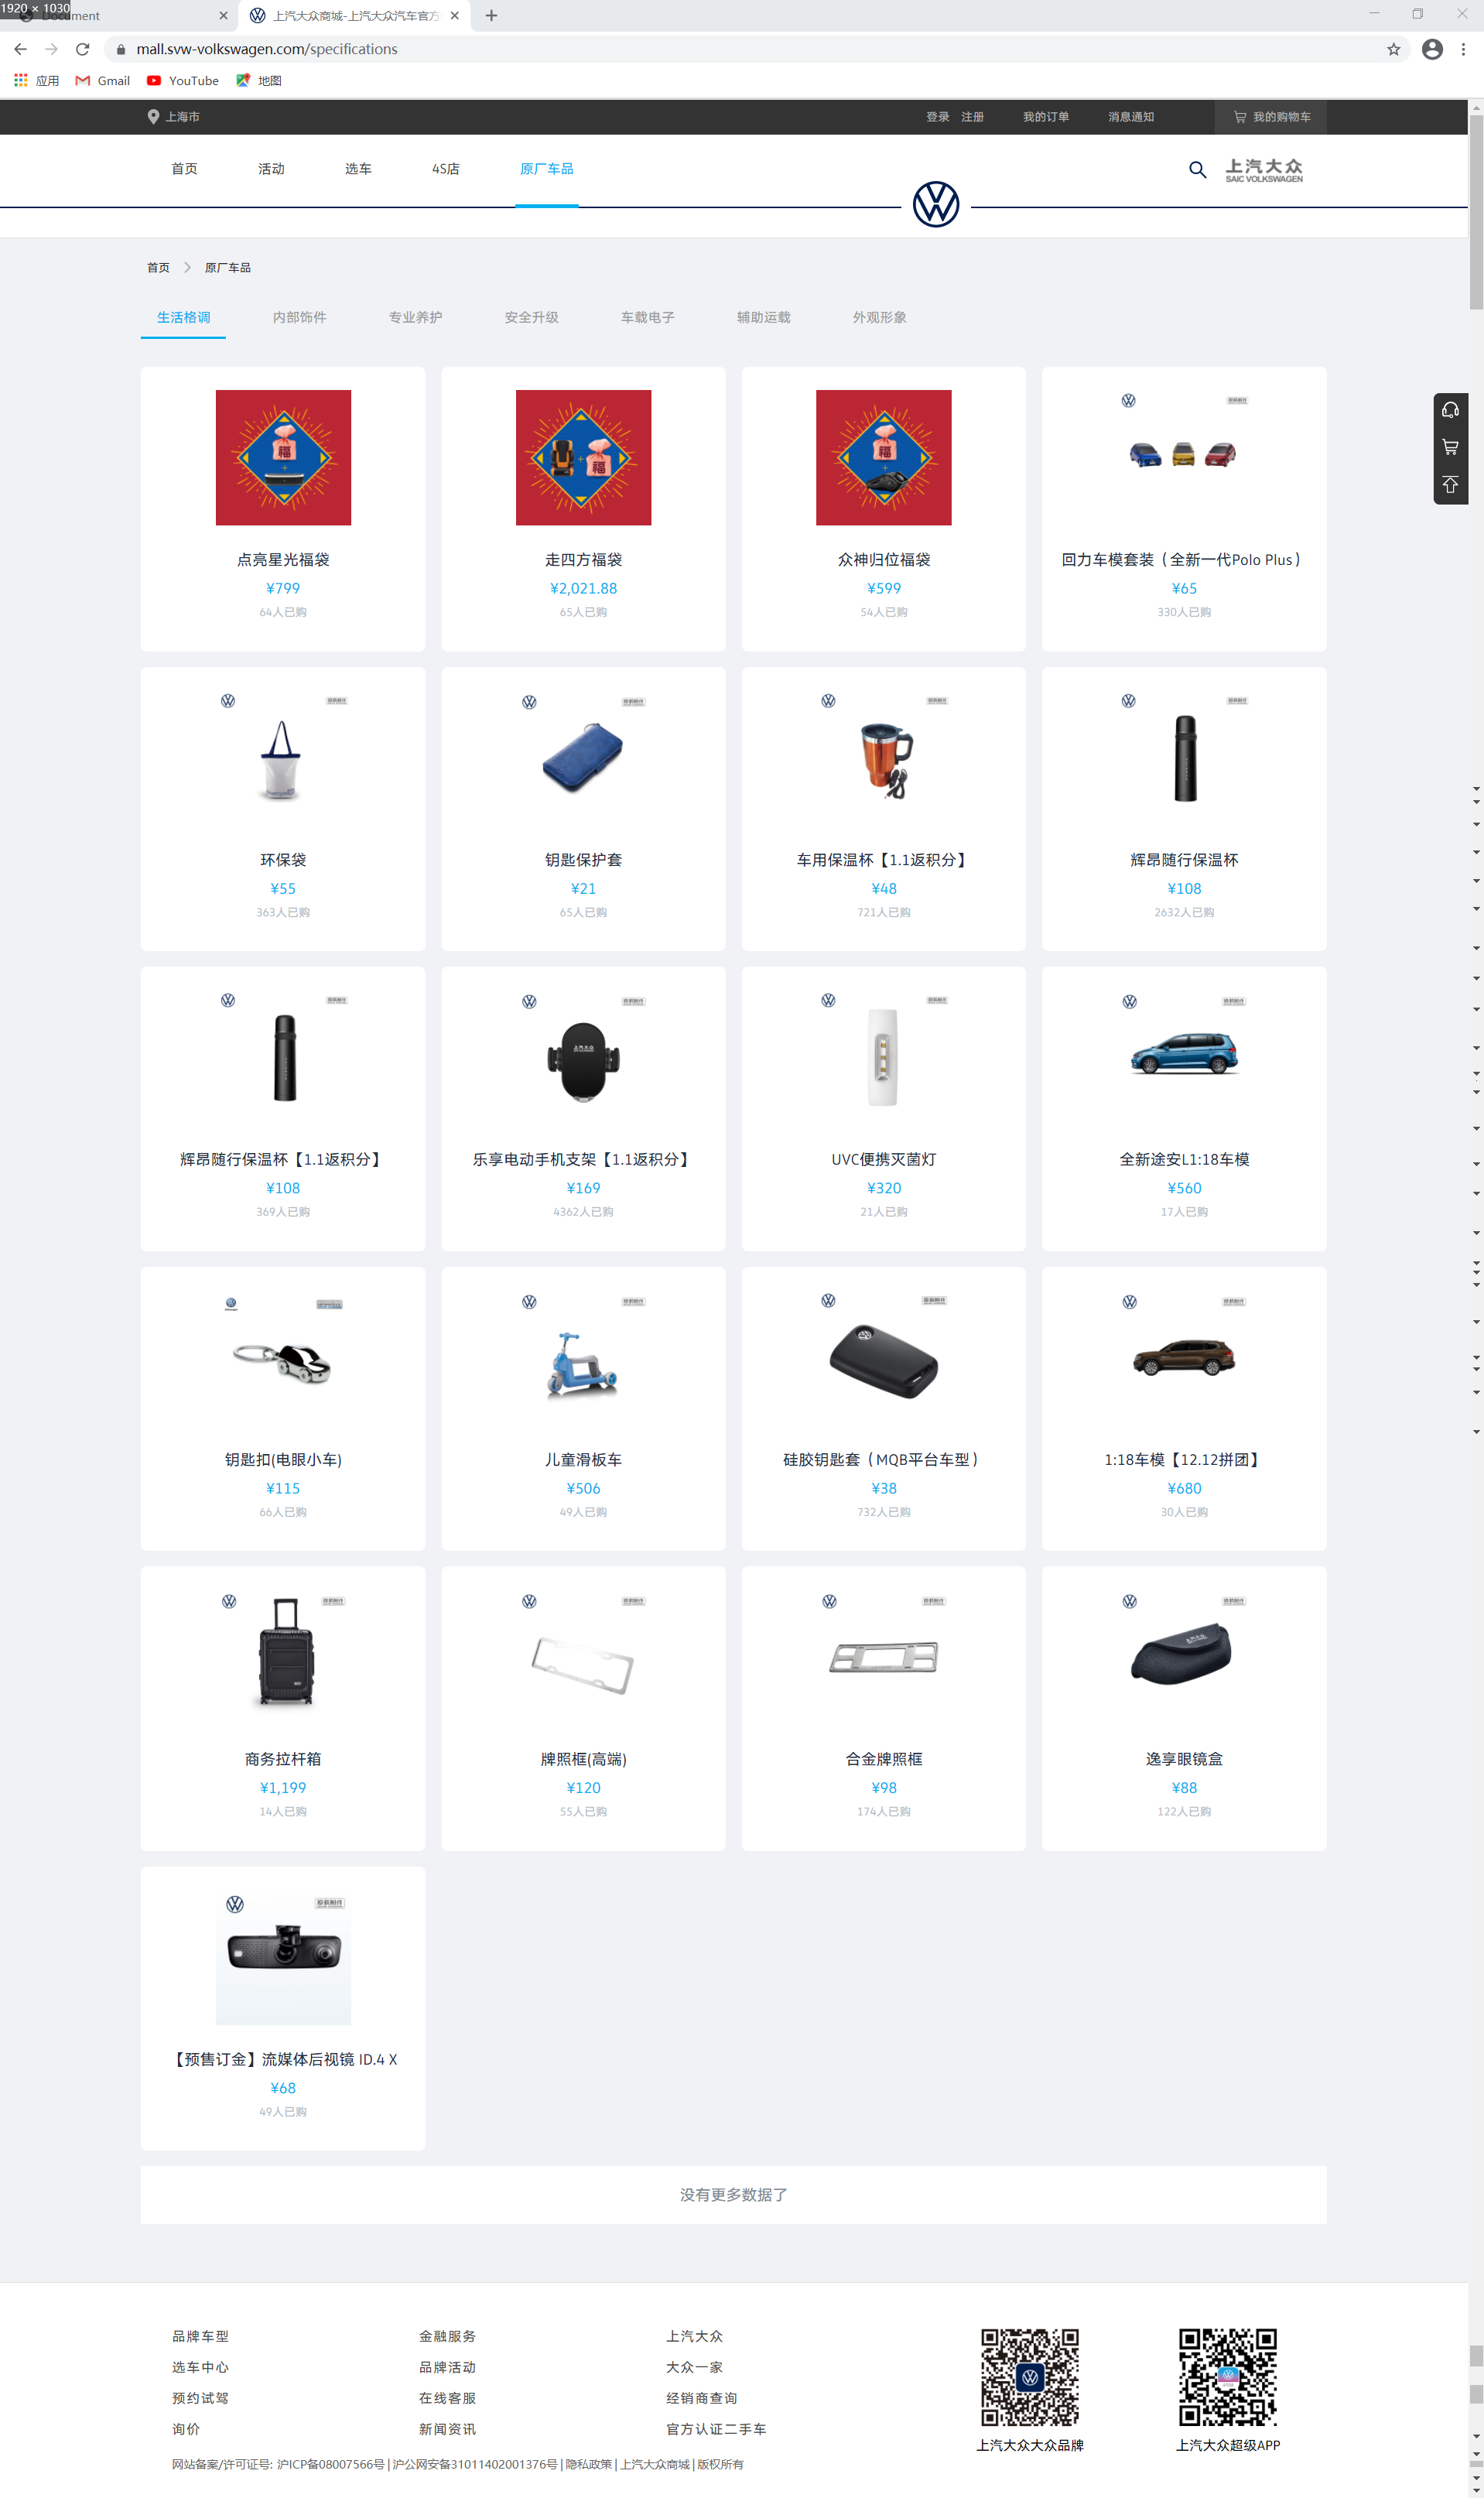 1920 × 1030
Document
上汽大众商城-上汽大众汽车官方
mall.svw-volkswagen.com/specifications
应用 Gmail YouTube 地图
上海市 登录 注册 我的订单 消息通知 我的购物车
首页 活动 选车 4S店 原厂车品
上汽大众
SAIC VOLKSWAGEN
首页 原厂车品
生活格调 内部饰件 专业养护 安全升级 车载电子 辅助运载 外观形象
福 福 福
点亮星光福袋 走四方福袋 众神归位福袋 回力车模套装（全新一代Polo Plus）
¥799 ¥2,021.88 ¥599 ¥65
64人已购 65人已购 54人已购 330人已购
环保袋 钥匙保护套 车用保温杯【1.1返积分】 辉昂随行保温杯
¥55 ¥21 ¥48 ¥108
363人已购 65人已购 721人已购 2632人已购
上汽大众
辉昂随行保温杯【1.1返积分】 乐享电动手机支架【1.1返积分】 UVC便携灭菌灯 全新途安L1:18车模
¥108 ¥169 ¥320 ¥560
369人已购 4362人已购 21人已购 17人已购
钥匙扣(电眼小车) 儿童滑板车 硅胶钥匙套（MQB平台车型） 1:18车模【12.12拼团】
¥115 ¥506 ¥38 ¥680
66人已购 49人已购 732人已购 30人已购
商务拉杆箱 牌照框(高端) 合金牌照框 逸享眼镜盒
¥1,199 ¥120 ¥98 ¥88
14人已购 55人已购 174人已购 122人已购
【预售订金】流媒体后视镜 ID.4 X
¥68
49人已购
没有更多数据了
品牌车型 金融服务 上汽大众
选车中心 品牌活动 大众一家
预约试驾 在线客服 经销商查询
询价 新闻资讯 官方认证二手车
上汽大众大众品牌 上汽大众超级APP
网站备案/许可证号: 沪ICP备08007566号 | 沪公网安备31011402001376号 | 隐私政策 | 上汽大众商城 | 版权所有